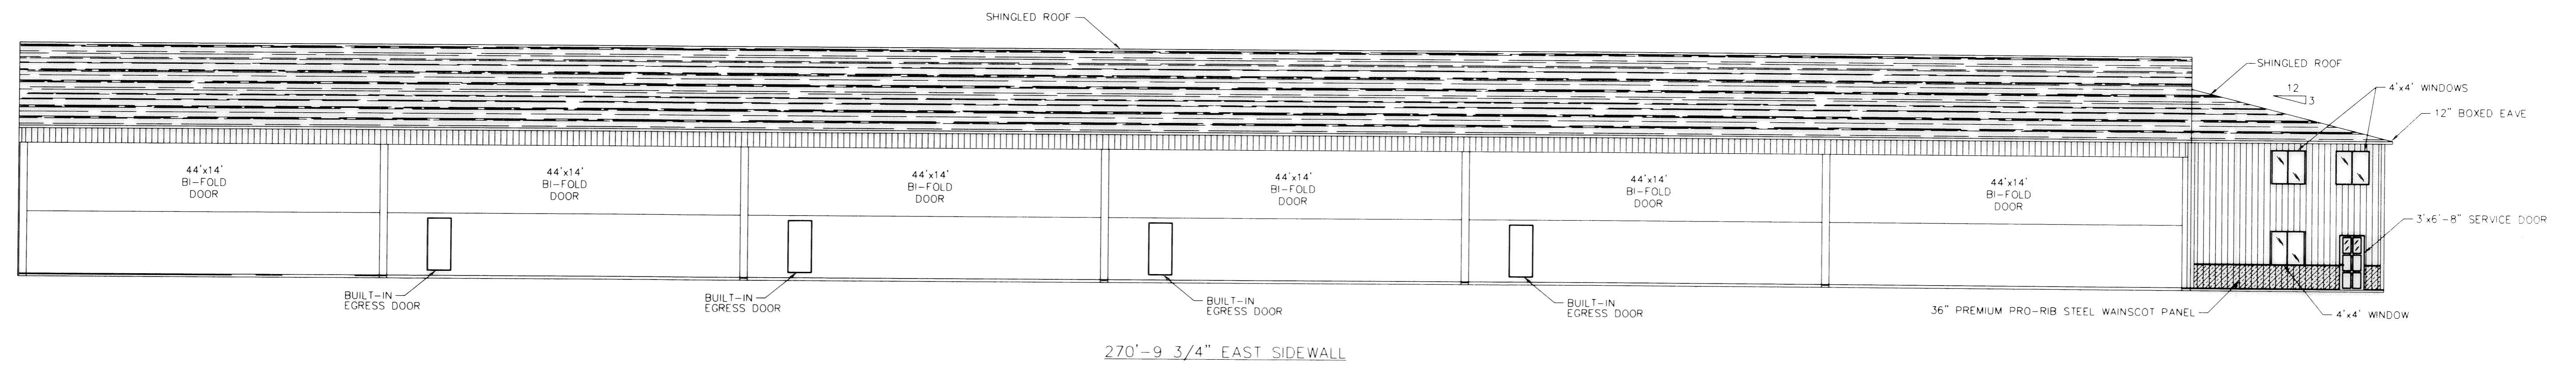 SHINGLED ROOF
SHINGLED ROOF
12
3
4'x4' WINDOWS
12" BOXED EAVE
44'x14'
BI-FOLD
DOOR
44'x14'
BI-FOLD
DOOR
44'x14'
BI-FOLD
DOOR
44'x14'
BI-FOLD
DOOR
44'x14'
BI-FOLD
DOOR
44'x14'
BI-FOLD
DOOR
3'x6'-8" SERVICE DOOR
BUILT-IN
EGRESS DOOR
BUILT-IN
EGRESS DOOR
BUILT-IN
EGRESS DOOR
BUILT-IN
EGRESS DOOR
36" PREMIUM PRO-RIB STEEL WAINSCOT PANEL
4'x4' WINDOW
270'-9 3/4" EAST SIDEWALL